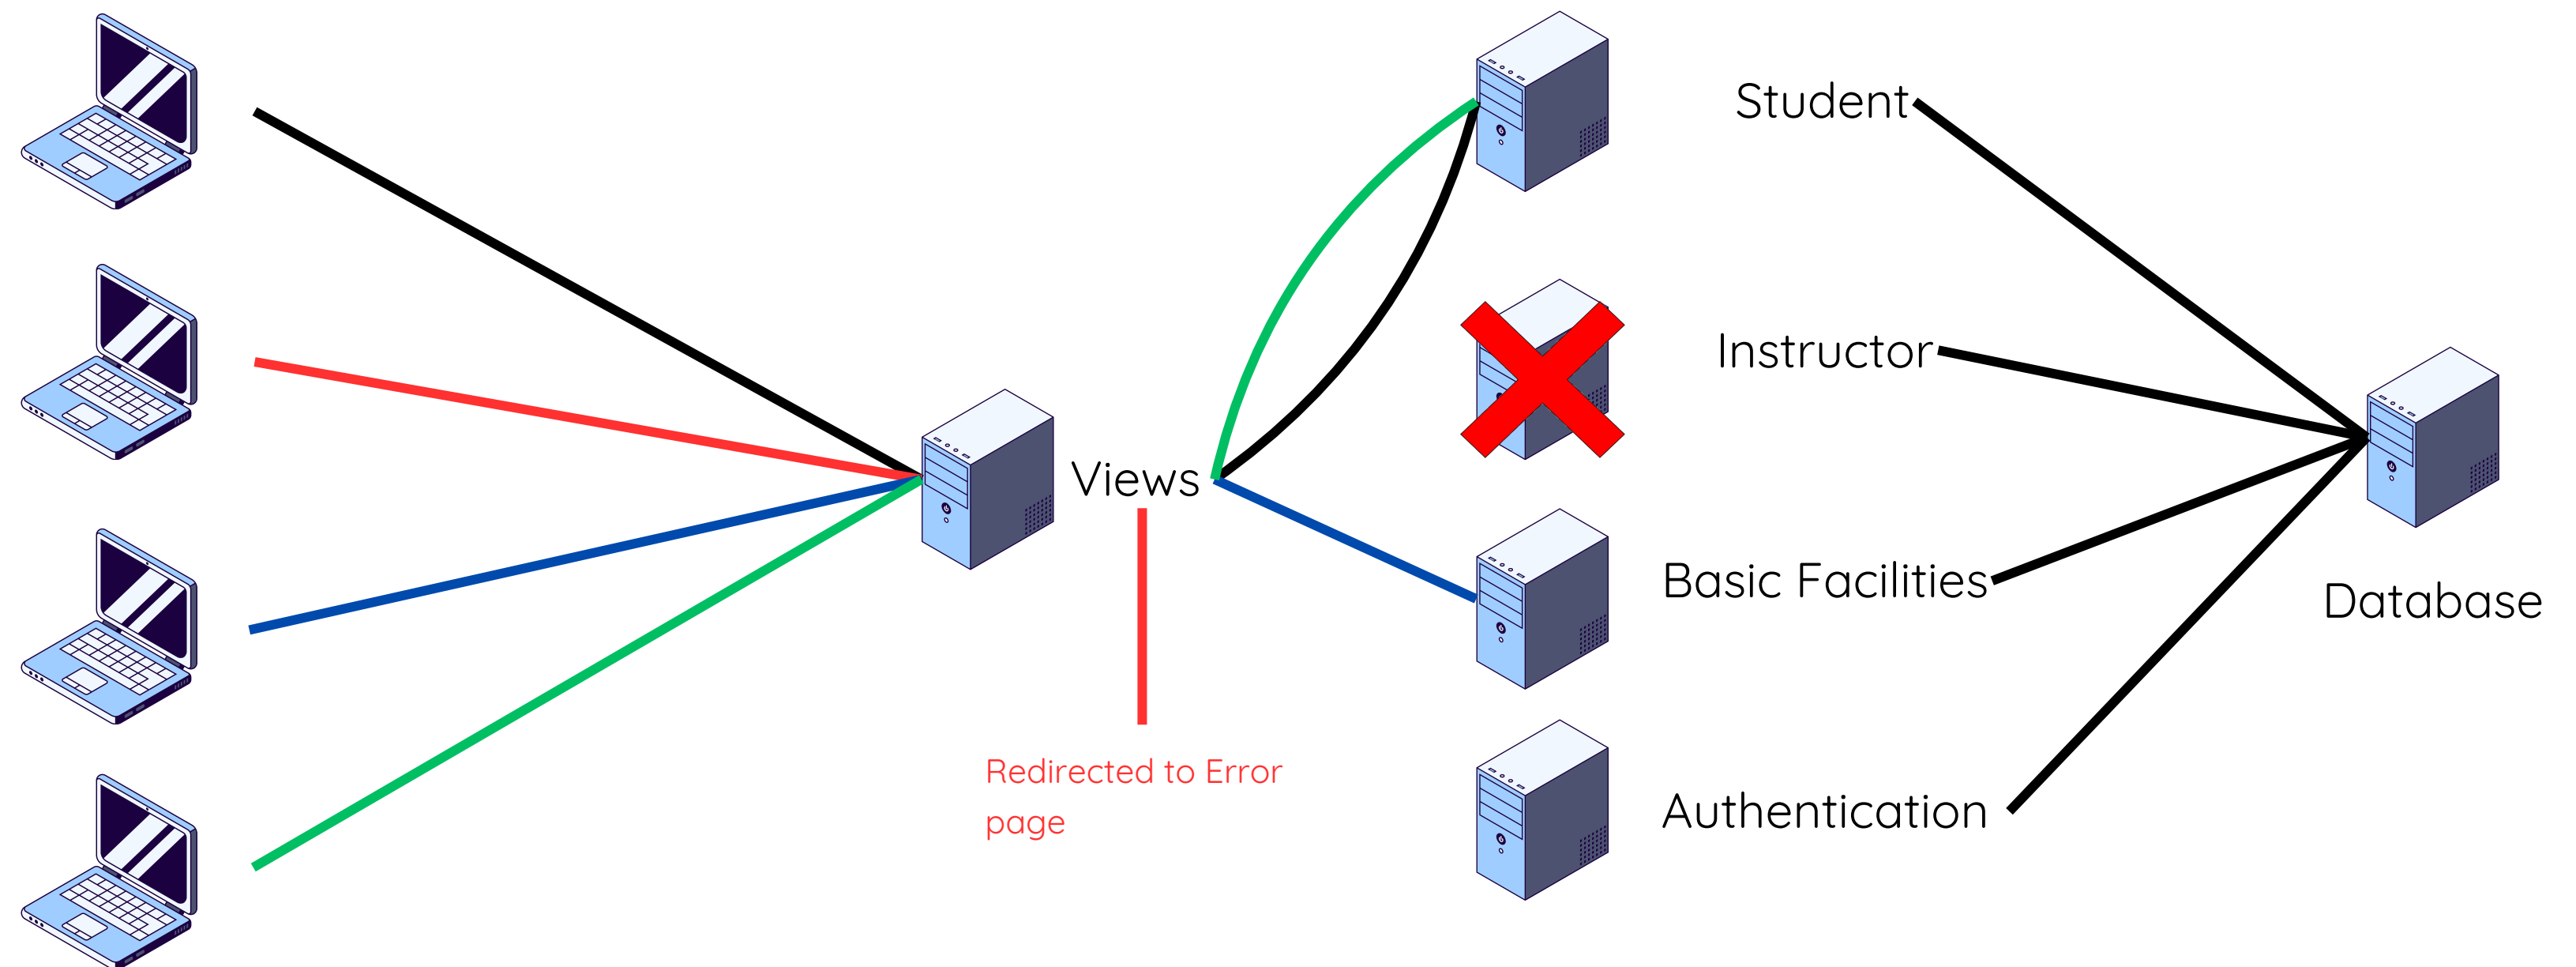 Student
Instructor
Views
Basic Facilities
Database
Redirected to Error
page
Authentication